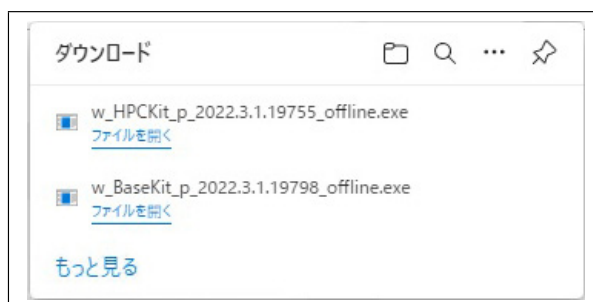 ダウンロード
w_HPCKit_p_2022.3.1.19755_offline.exe
ファイルを開く
w_BaseKit_p_2022.3.1.19798_offline.exe
ファイルを開く
もっと見る